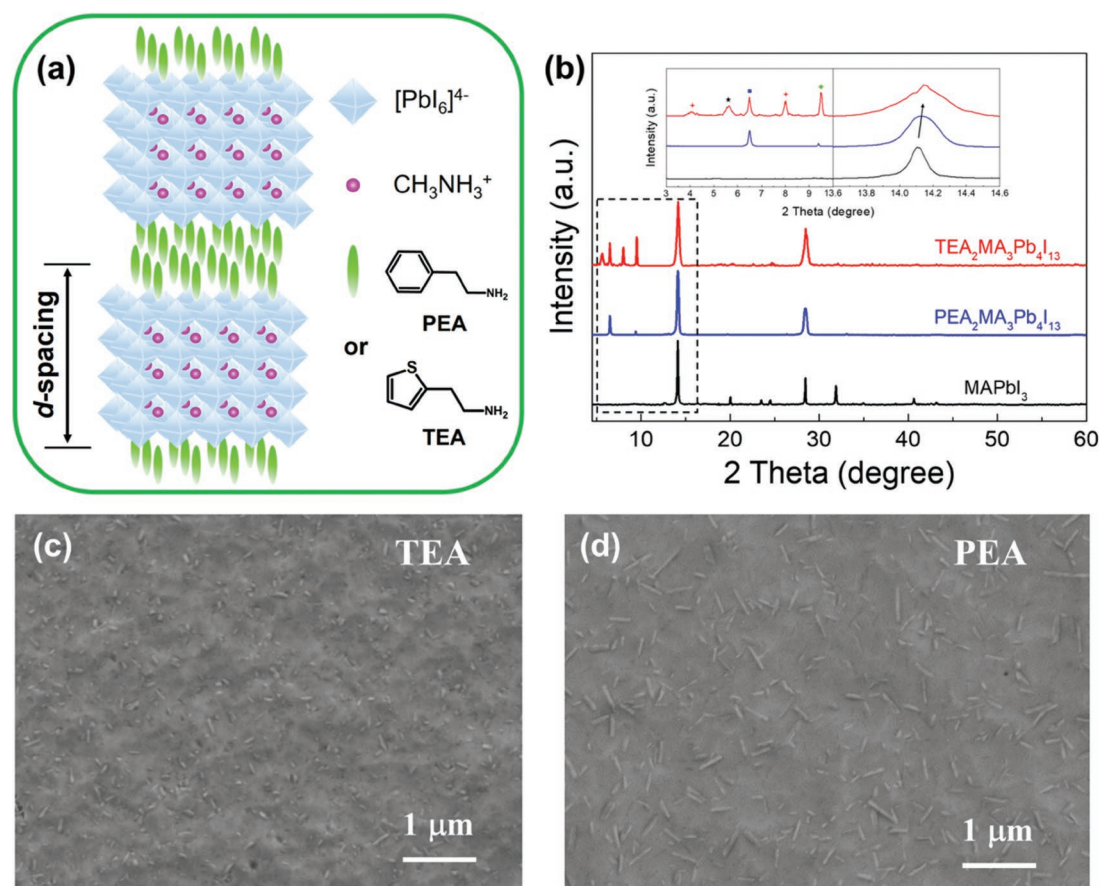 (a)
[PbI₆]⁴⁻
CH₃NH₃⁺
NH₂
PEA
or
S
NH₂
TEA
d-spacing
(b)
Intensity (a.u.)
3 4 5 6 7 8 9 13.6 13.8 14.0 14.2 14.4 14.6
2 Theta (degree)
Intensity (a.u.)
TEA₂MA₃Pb₄I₁₃
PEA₂MA₃Pb₄I₁₃
MAPbI₃
10 20 30 40 50 60
2 Theta (degree)
(c)
TEA
1 μm
(d)
PEA
1 μm